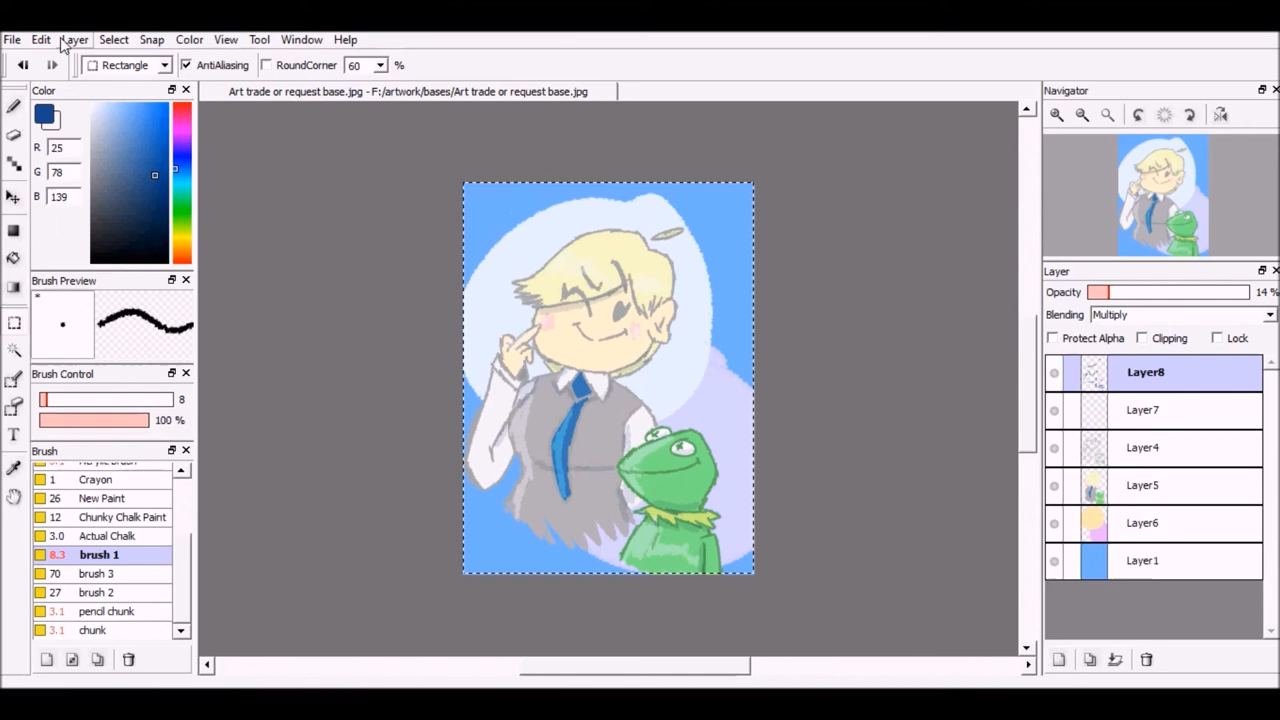 File Edit Layer Select Snap Color View Tool Window Help
Rectangle AntiAliasing RoundCorner 60 %
Color
Art trade or request base.jpg - F:/artwork/bases/Art trade or request base.jpg
Navigator
R 25
G 78
B 139
Brush Preview
*
Layer
Opacity 14 %
Blending Multiply
Protect Alpha Clipping Lock
Brush Control
8
100 %
Brush
1 Crayon
26 New Paint
12 Chunky Chalk Paint
3.0 Actual Chalk
8.3 brush 1
70 brush 3
27 brush 2
3.1 pencil chunk
3.1 chunk
Layer8
Layer7
Layer4
Layer5
Layer6
Layer1